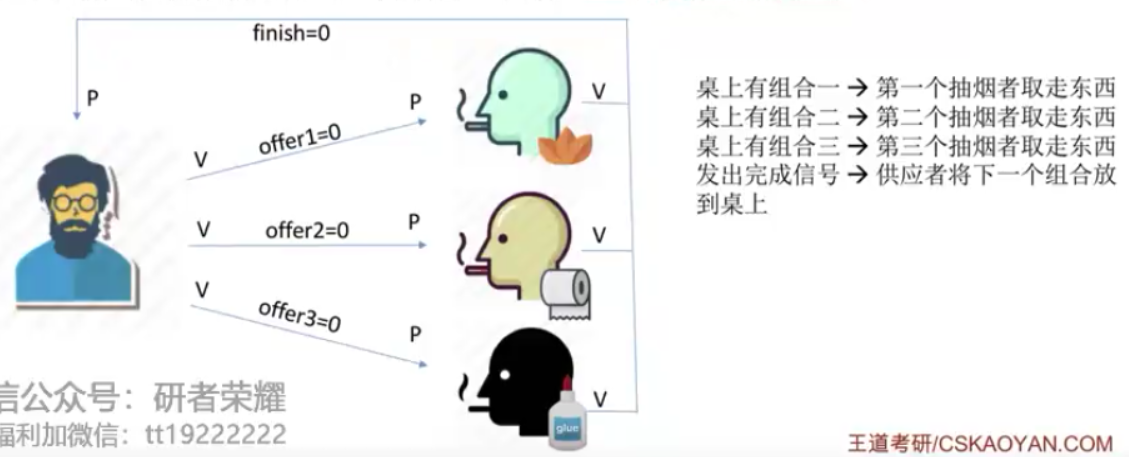 finish=0
P
V
offer1=0
P
V
V
offer2=0
P
V
V
offer3=0
P
V
glue
桌上有组合一 → 第一个抽烟者取走东西
桌上有组合二 → 第二个抽烟者取走东西
桌上有组合三 → 第三个抽烟者取走东西
发出完成信号 → 供应者将下一个组合放
到桌上
信公众号：研者荣耀
福利加微信：tt19222222
王道考研/CSKAOYAN.COM